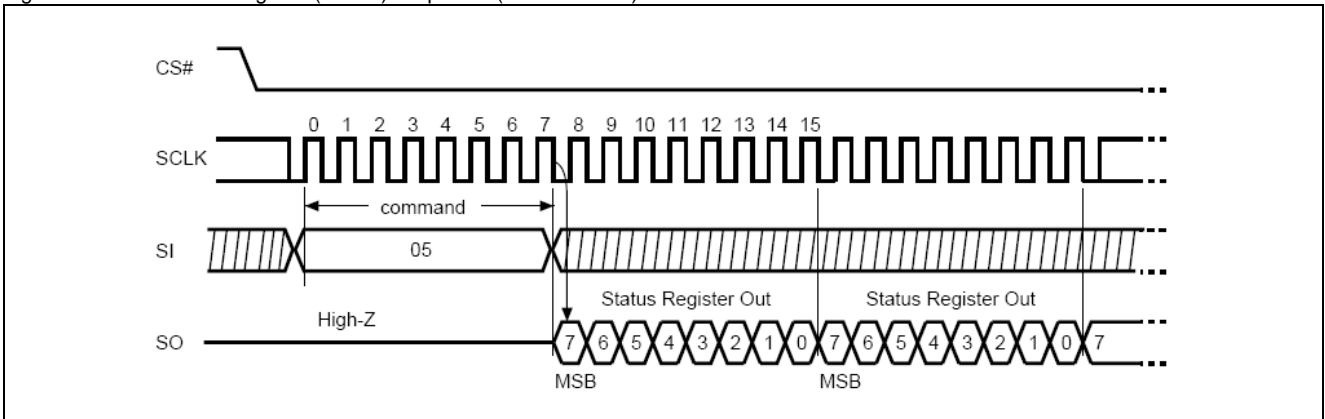 CS#
0 1 2 3 4 5 6 7 8 9 10 11 12 13 14 15
SCLK
command
SI 05
Status Register Out Status Register Out
High-Z
SO 7 6 5 4 3 2 1 0 7 6 5 4 3 2 1 0 7
MSB MSB